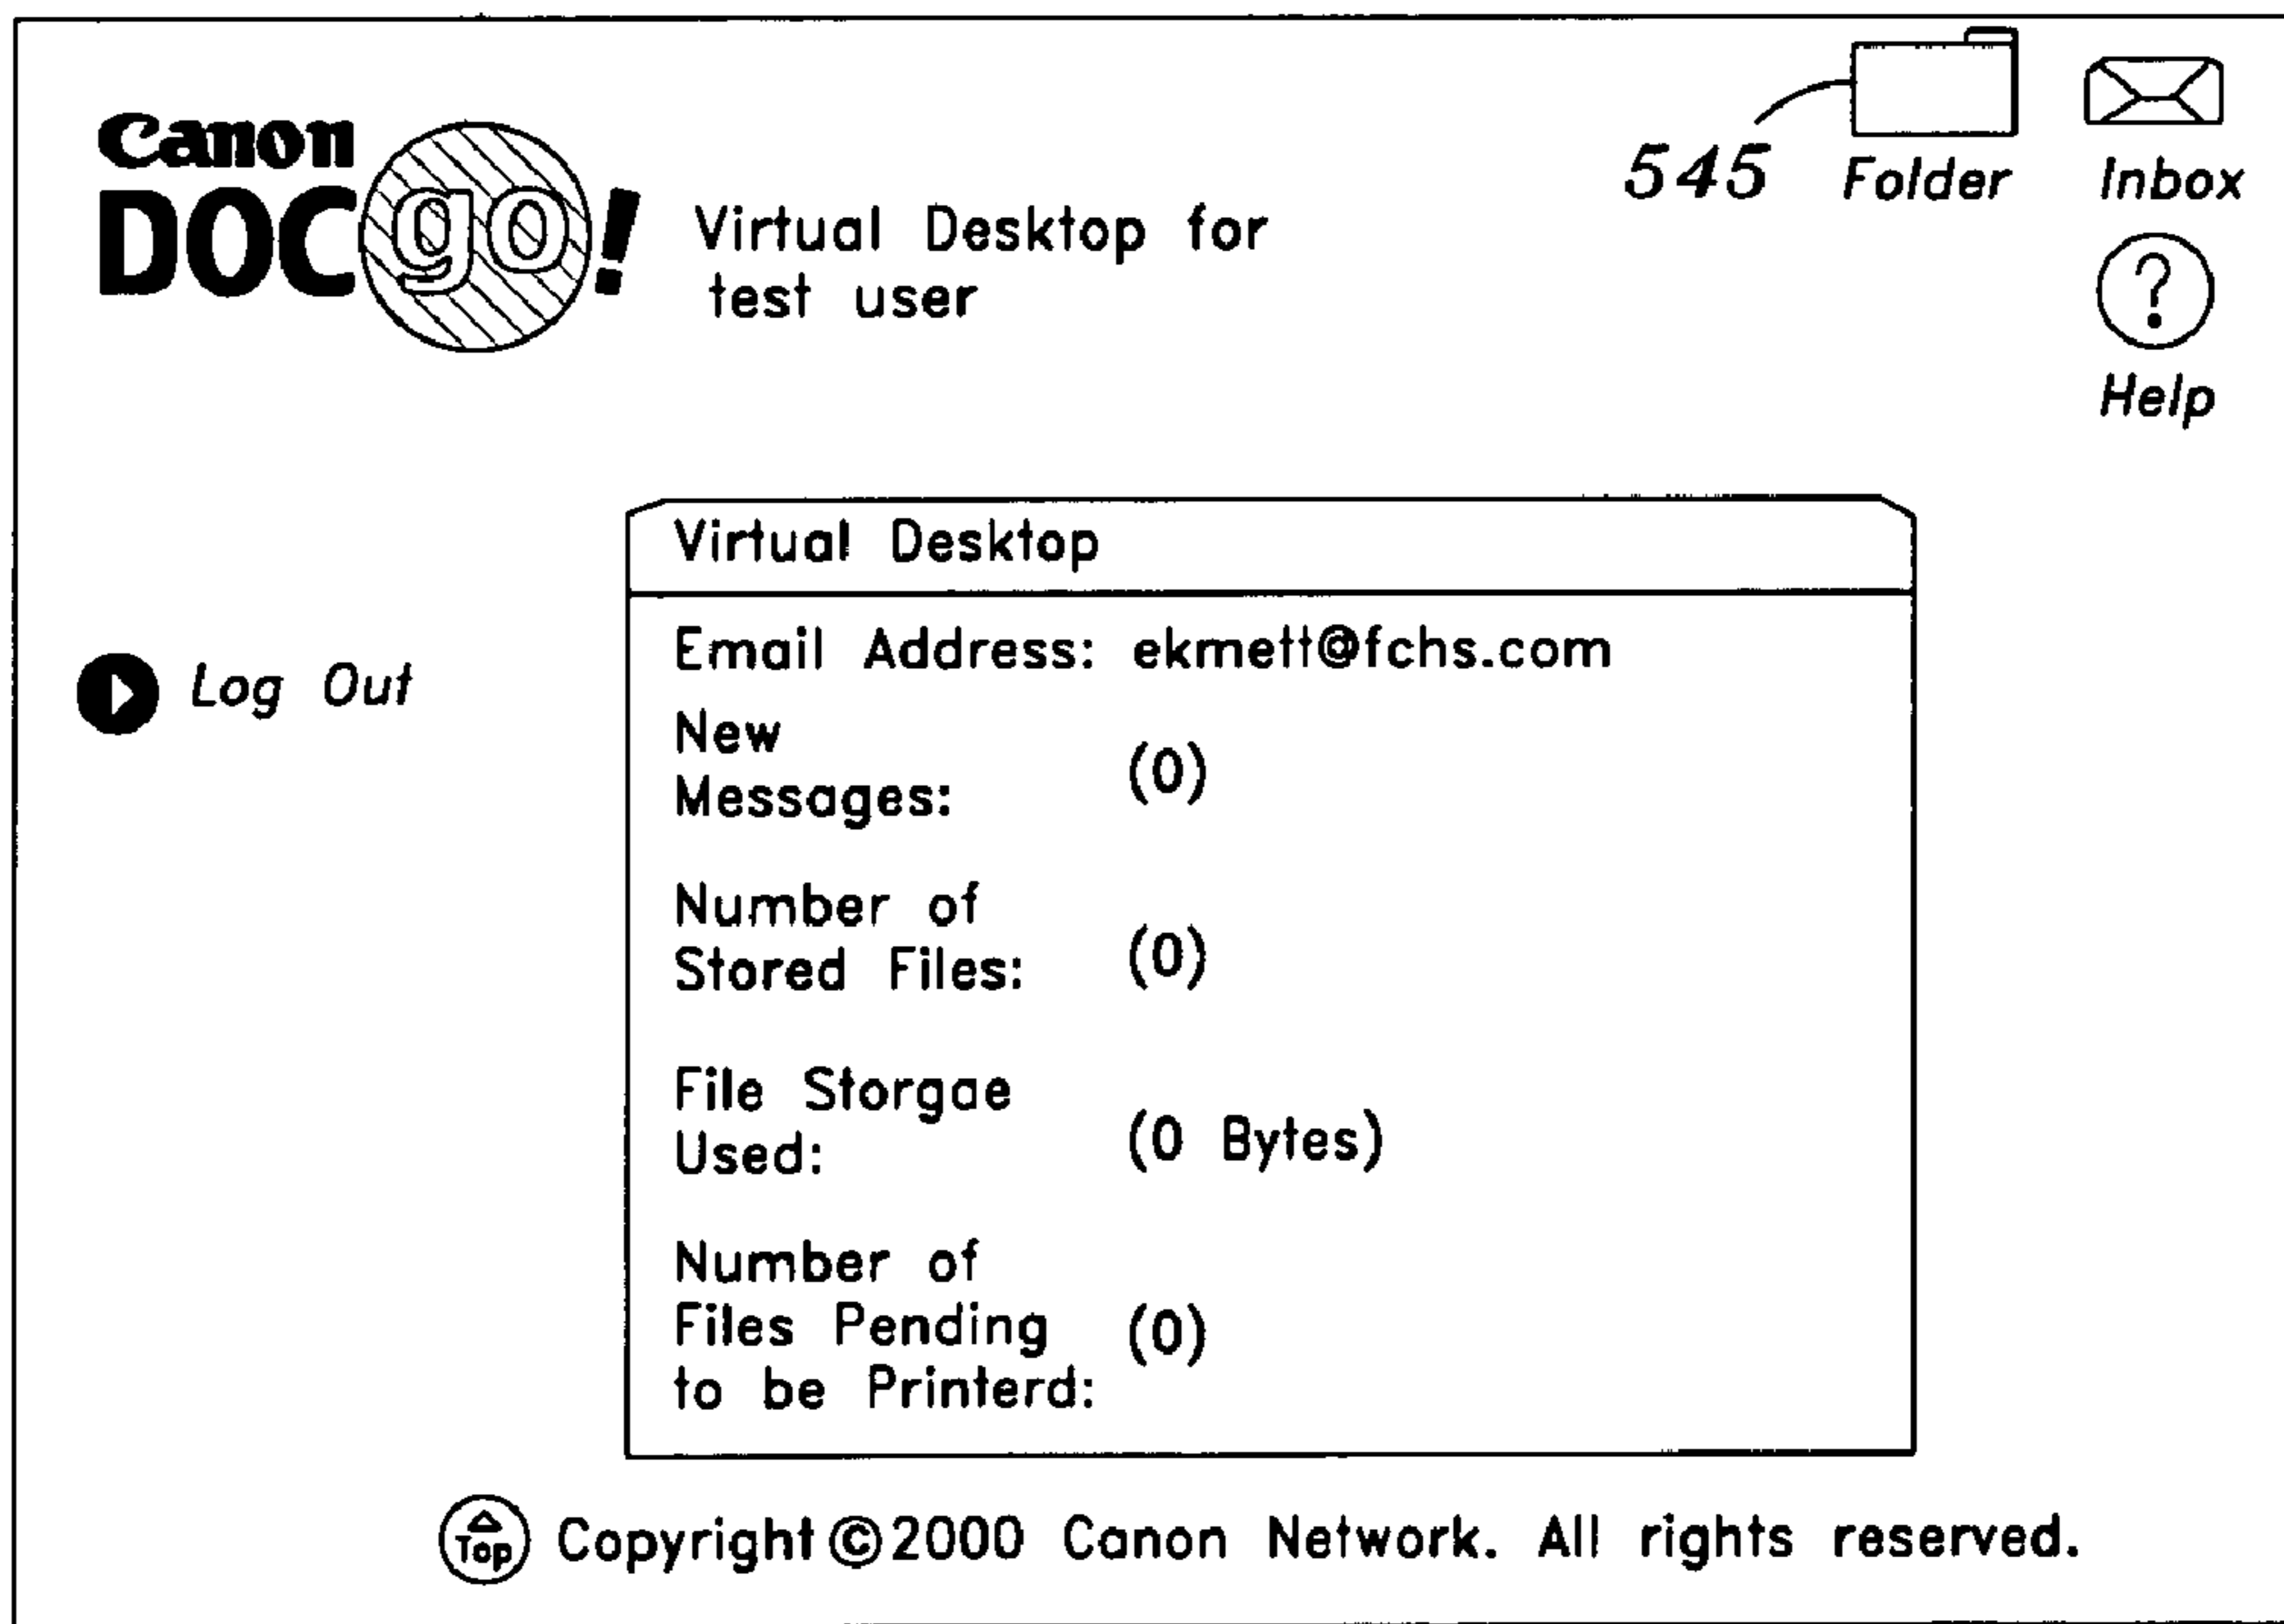 Canon
DOC go!
Virtual Desktop for
test user
545
Folder
Inbox
?
Help
Log Out
Virtual Desktop
Email Address: ekmett@fchs.com
New
Messages: (0)
Number of
Stored Files: (0)
File Storgae
Used: (0 Bytes)
Number of
Files Pending (0)
to be Printerd:
Top Copyright ©2000 Canon Network. All rights reserved.